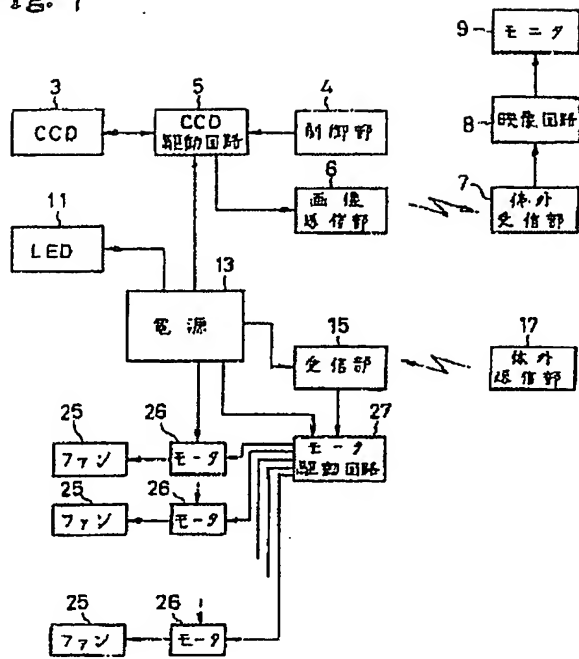 Fig. 7
9
モニタ
3
5
4
CCD
CCD
駆動回路
制御部
8
映像回路
6
画像
送信部
7
体外
受信部
11
LED
13
電源
15
受信部
17
体外
送信部
25
ファン
26
モータ
27
モータ
駆動回路
25
ファン
26
モータ
25
ファン
26
モータ